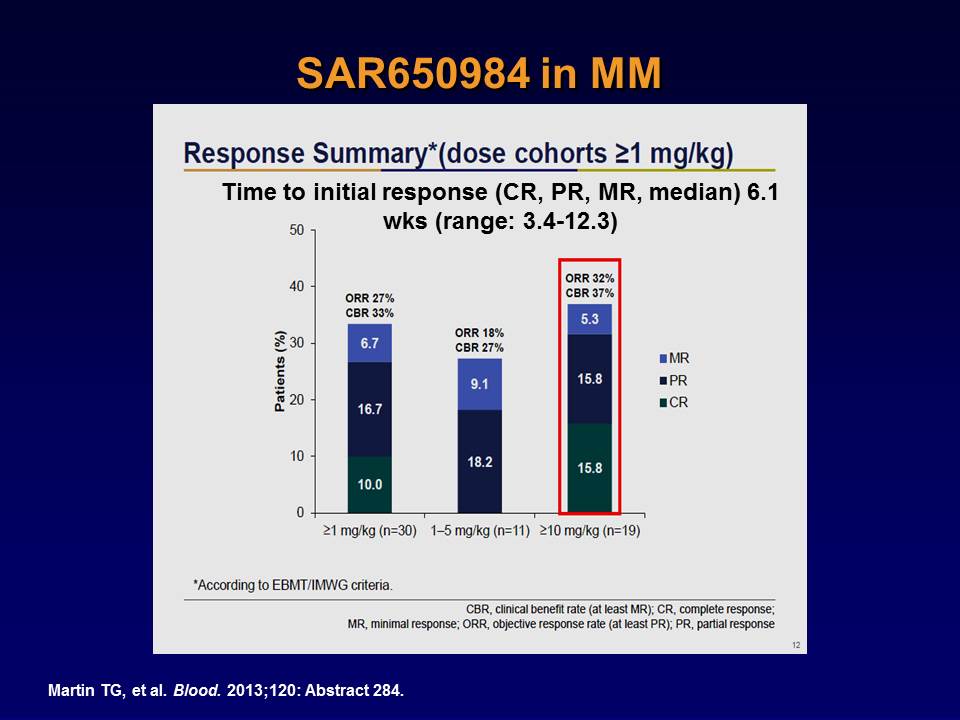 SAR650984 in MM
Response Summary*(dose cohorts ≥1 mg/kg)
Time to initial response (CR, PR, MR, median) 6.1
wks (range: 3.4-12.3)
Patients (%)
50
40
30
20
10
0
ORR 27%
CBR 33%
6.7
16.7
10.0
ORR 18%
CBR 27%
9.1
18.2
ORR 32%
CBR 37%
5.3
15.8
15.8
MR
PR
CR
≥1 mg/kg (n=30) 1–5 mg/kg (n=11) ≥10 mg/kg (n=19)
*According to EBMT/IMWG criteria.
CBR, clinical benefit rate (at least MR); CR, complete response;
MR, minimal response; ORR, objective response rate (at least PR); PR, partial response
12
Martin TG, et al. Blood. 2013;120: Abstract 284.